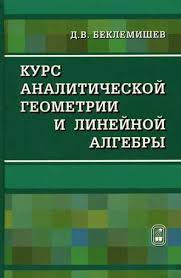 Д.В. БЕКЛЕМИШЕВ
КУРС
АНАЛИТИЧЕСКОЙ
ГЕОМЕТРИИ
И ЛИНЕЙНОЙ
АЛГЕБРЫ